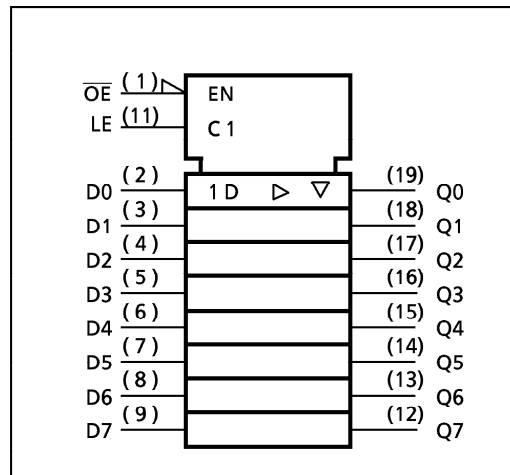 OE (1) EN
LE (11) C1
D0 (2) 1D (19) Q0
D1 (3) (18) Q1
D2 (4) (17) Q2
D3 (5) (16) Q3
D4 (6) (15) Q4
D5 (7) (14) Q5
D6 (8) (13) Q6
D7 (9) (12) Q7